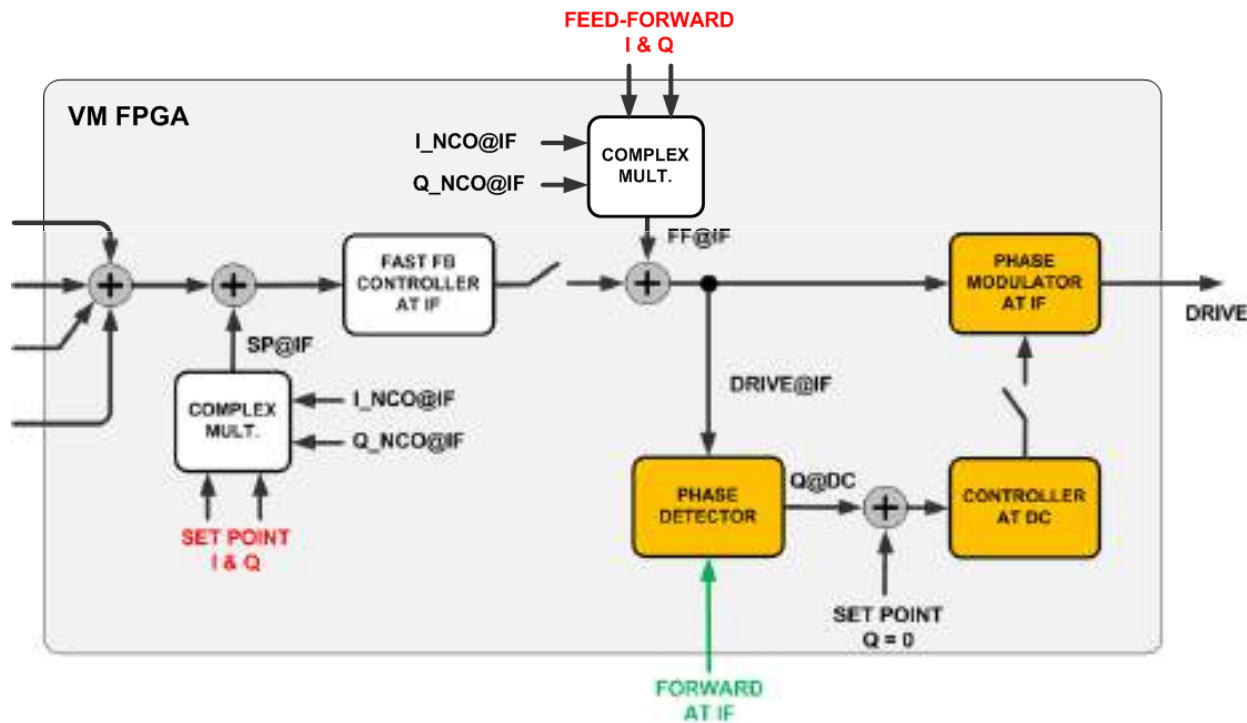 FEED-FORWARD
I & Q
VM FPGA
I_NCO@IF
Q_NCO@IF
COMPLEX
MULT.
FF@IF
FAST FB
CONTROLLER
AT IF
PHASE
MODULATOR
AT IF
DRIVE
SP@IF
COMPLEX
MULT.
I_NCO@IF
Q_NCO@IF
SET POINT
I & Q
DRIVE@IF
PHASE
DETECTOR
Q@DC
CONTROLLER
AT DC
SET POINT
Q = 0
FORWARD
AT IF